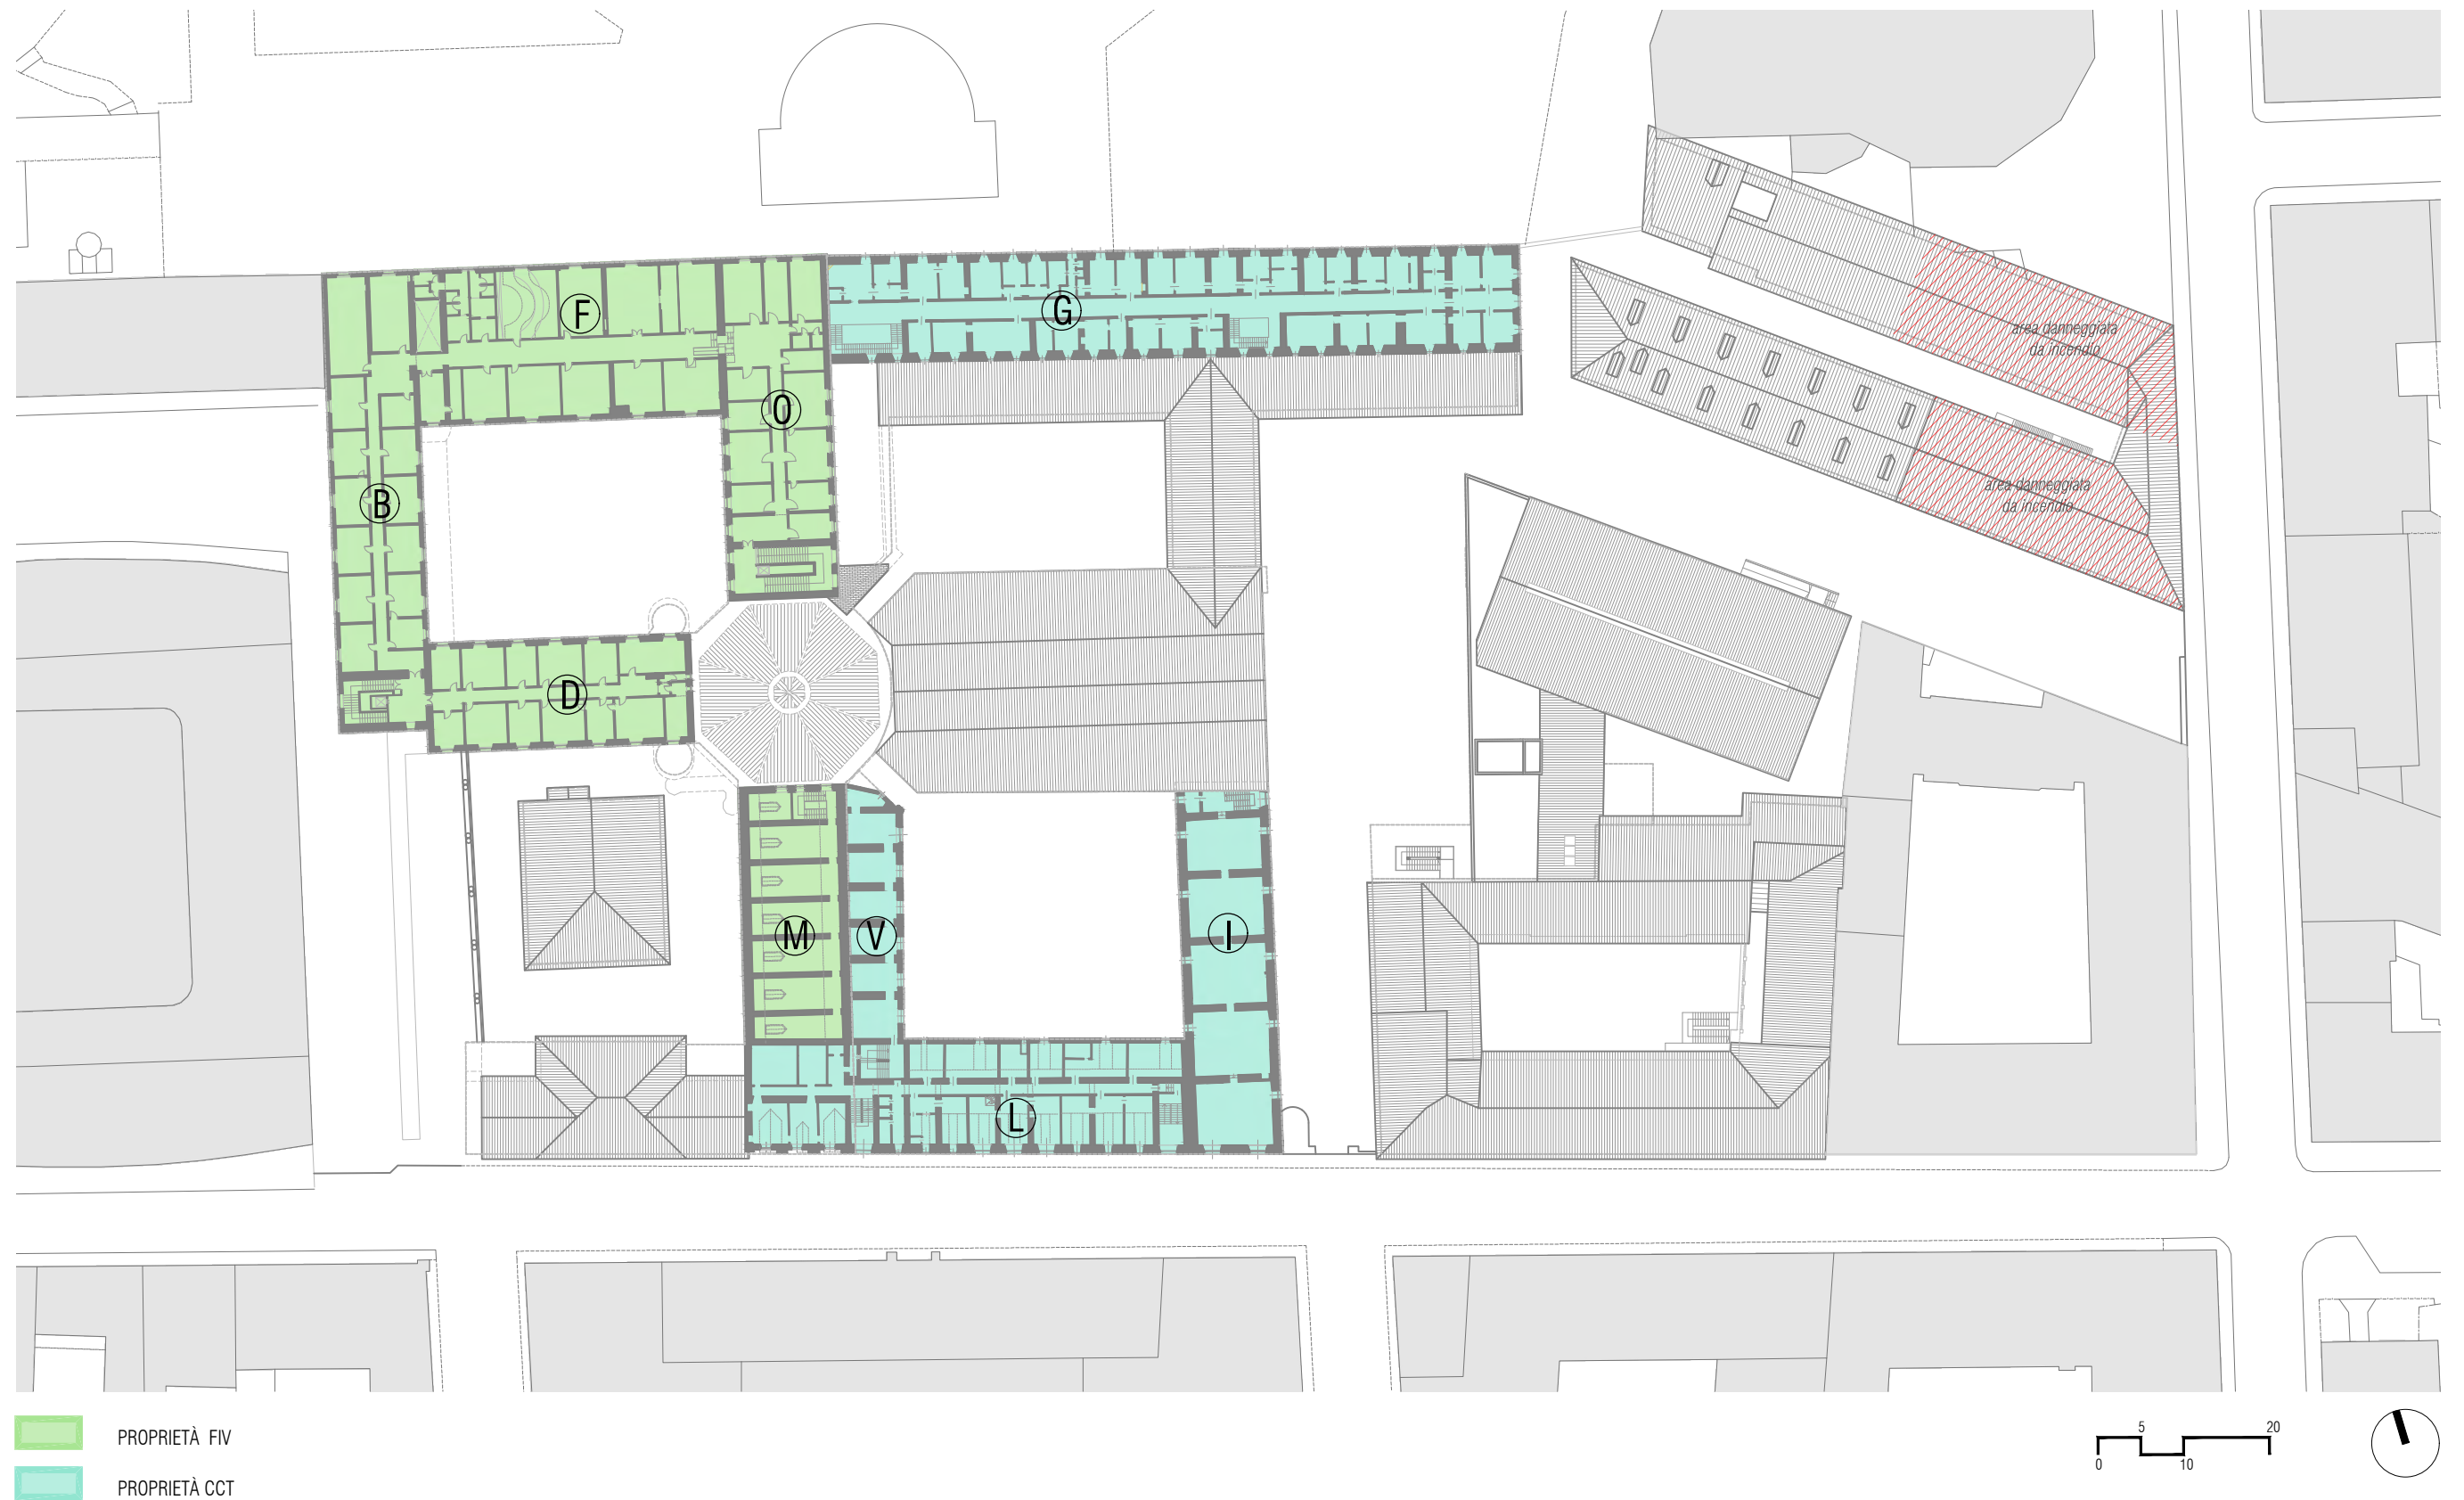 area danneggiata
da incendio
F
G
O
area danneggiata
da incendio
B
D
M
V
I
L
PROPRIETÀ FIV
PROPRIETÀ CCT
5
20
0
10